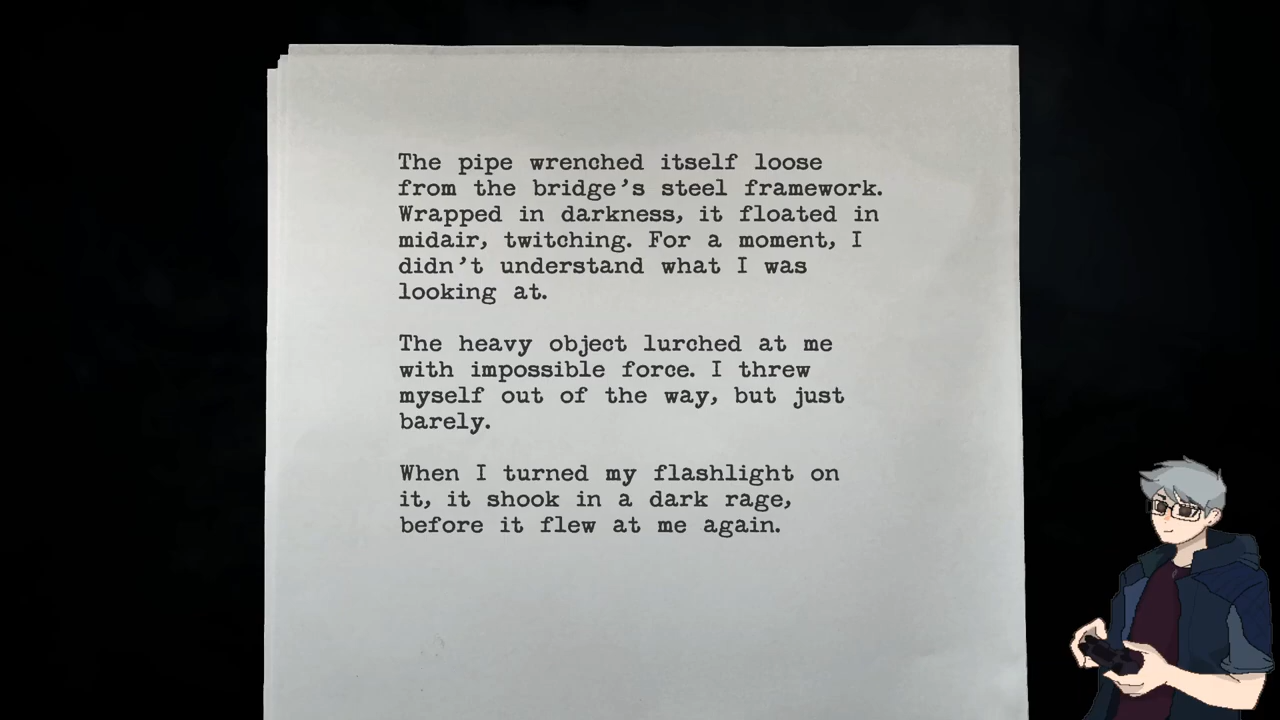 The pipe wrenched itself loose
from the bridge’s steel framework.
Wrapped in darkness, it floated in
midair, twitching. For a moment, I
didn’t understand what I was
looking at.
The heavy object lurched at me
with impossible force. I threw
myself out of the way, but just
barely.
When I turned my flashlight on
it, it shook in a dark rage,
before it flew at me again.